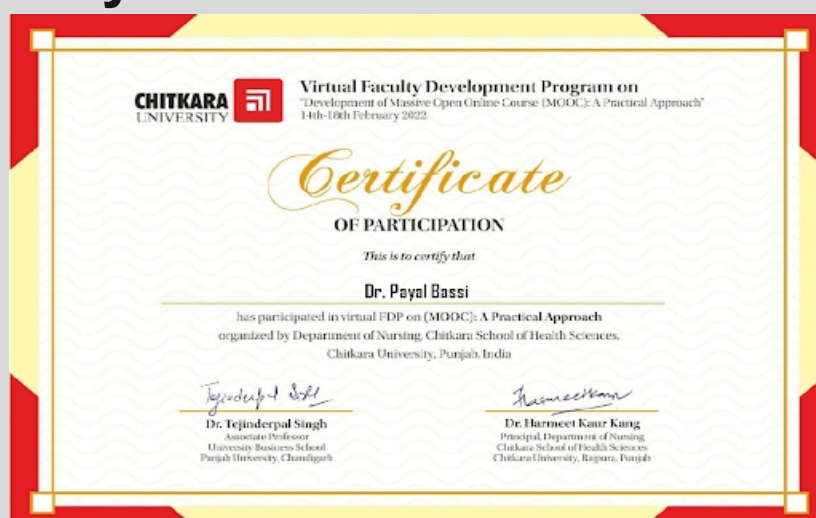 CHITKARA
UNIVERSITY
Virtual Faculty Development Program on
"Development of Massive Open Online Course (MOOC): A Practical Approach"
14th-18th February 2022
Certificate
OF PARTICIPATION
This is to certify that
Dr. Payal Bassi
has participated in virtual FDP on (MOOC): A Practical Approach
organized by Department of Nursing, Chitkara School of Health Sciences,
Chitkara University, Punjab, India
Dr. Tejinderpal Singh
Associate Professor
University Business School
Panjab University, Chandigarh
Dr. Harmeet Kaur Kang
Principal, Department of Nursing
Chitkara School of Health Sciences
Chitkara University, Rajpura, Punjab